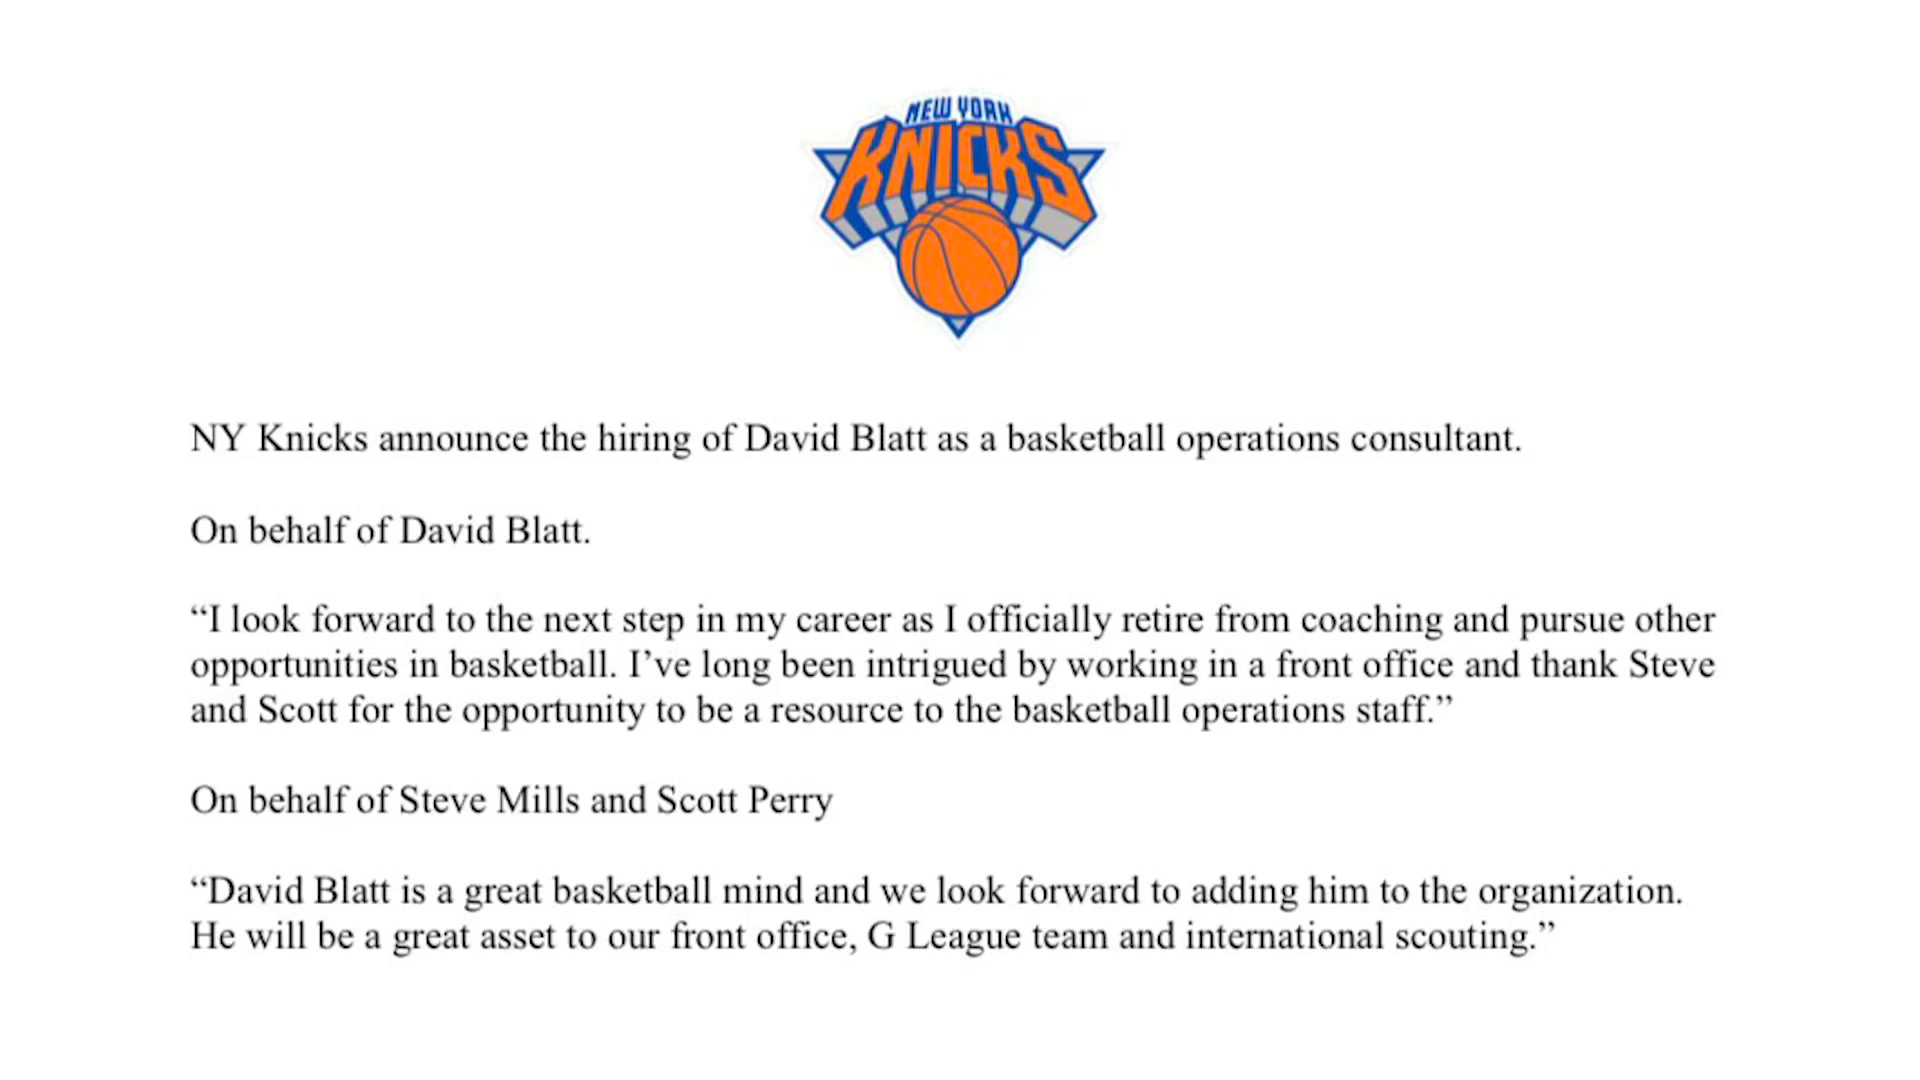 NEW YORK
KNICKS
NY Knicks announce the hiring of David Blatt as a basketball operations consultant.
On behalf of David Blatt.
“I look forward to the next step in my career as I officially retire from coaching and pursue other
opportunities in basketball. I’ve long been intrigued by working in a front office and thank Steve
and Scott for the opportunity to be a resource to the basketball operations staff.”
On behalf of Steve Mills and Scott Perry
“David Blatt is a great basketball mind and we look forward to adding him to the organization.
He will be a great asset to our front office, G League team and international scouting.”